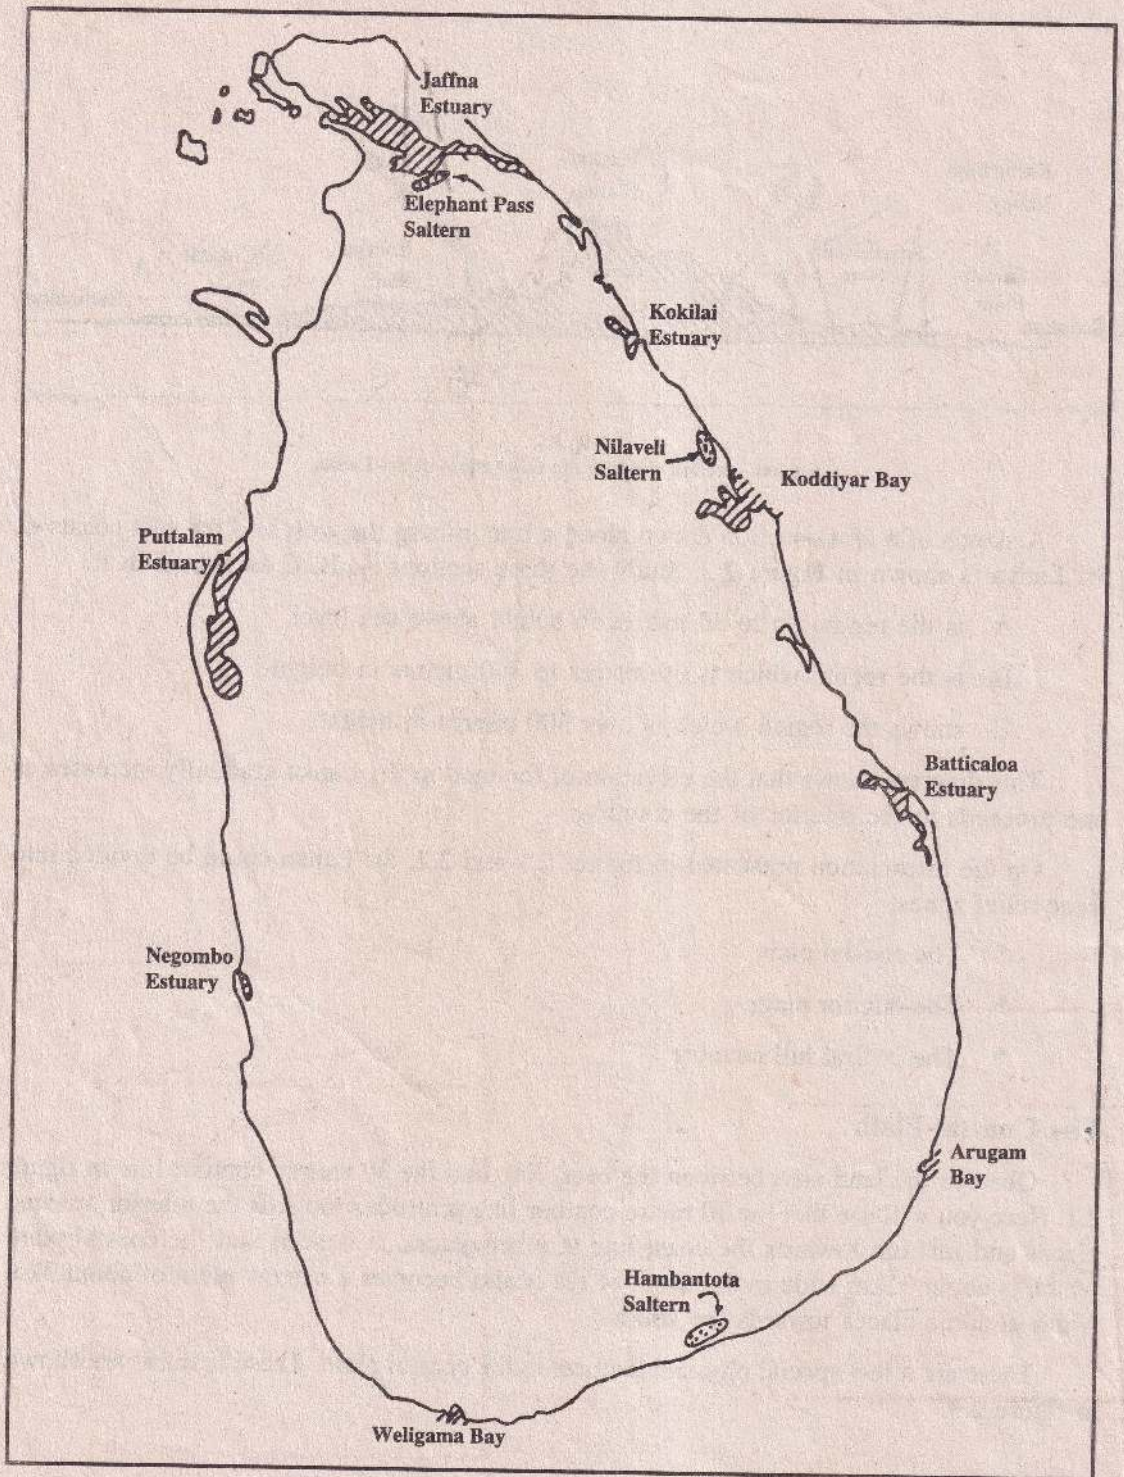 Jaffna
Estuary
Elephant Pass
Saltern
Kokilai
Estuary
Nilaveli
Saltern
Koddiyar Bay
Puttalam
Estuary
Batticaloa
Estuary
Negombo
Estuary
Arugam
Bay
Hambantota
Saltern
Weligama Bay